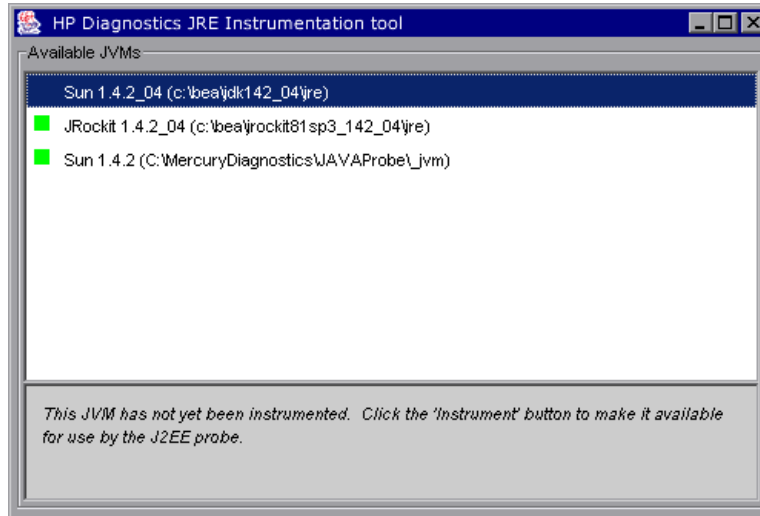 HP Diagnostics JRE Instrumentation tool
Available JVMs
Sun 1.4.2_04 (c:\bea\jdk142_04\jre)
JRockit 1.4.2_04 (c:\bea\jrockit81sp3_142_04\jre)
Sun 1.4.2 (C:\MercuryDiagnostics\JAVAProbe\_jvm)
This JVM has not yet been instrumented. Click the 'Instrument' button to make it available
for use by the J2EE probe.